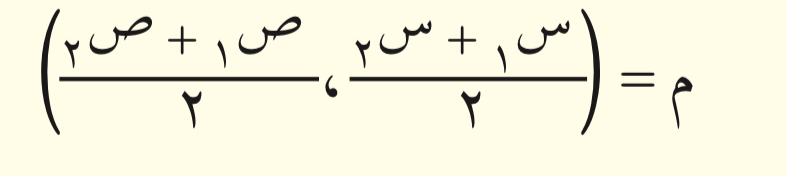 م = ( (س١ + س٢) / ٢ ، (ص١ + ص٢) / ٢ )